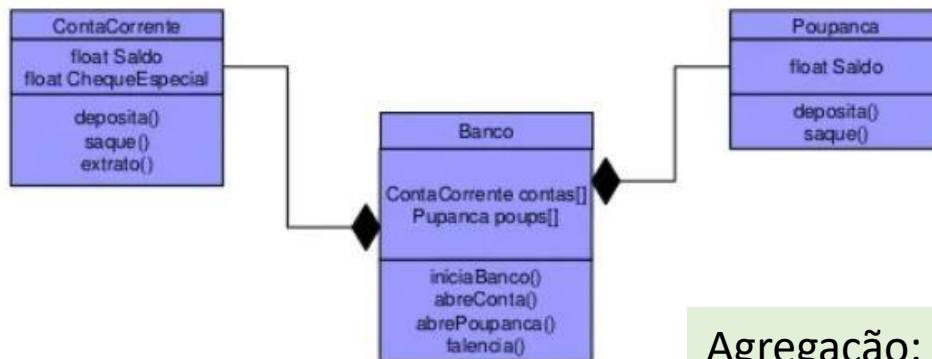 ContaCorrente
float Saldo
float ChequeEspecial
deposita()
saque()
extrato()
Poupanca
float Saldo
deposita()
saque()
Banco
ContaCorrente contas[]
Pupanca poups[]
iniciaBanco()
abreConta()
abrePoupanca()
falencia()
Agregação: